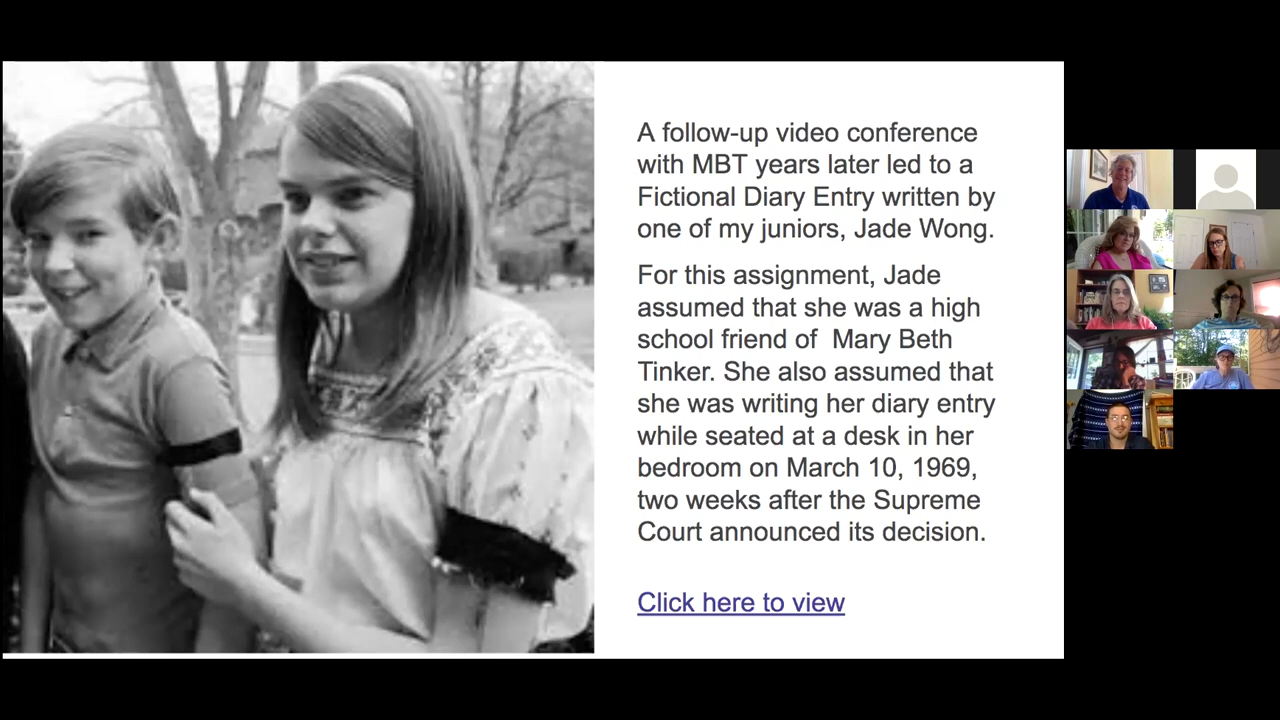 A follow-up video conference
with MBT years later led to a
Fictional Diary Entry written by
one of my juniors, Jade Wong.
For this assignment, Jade
assumed that she was a high
school friend of  Mary Beth
Tinker. She also assumed that
she was writing her diary entry
while seated at a desk in her
bedroom on March 10, 1969,
two weeks after the Supreme
Court announced its decision.
Click here to view